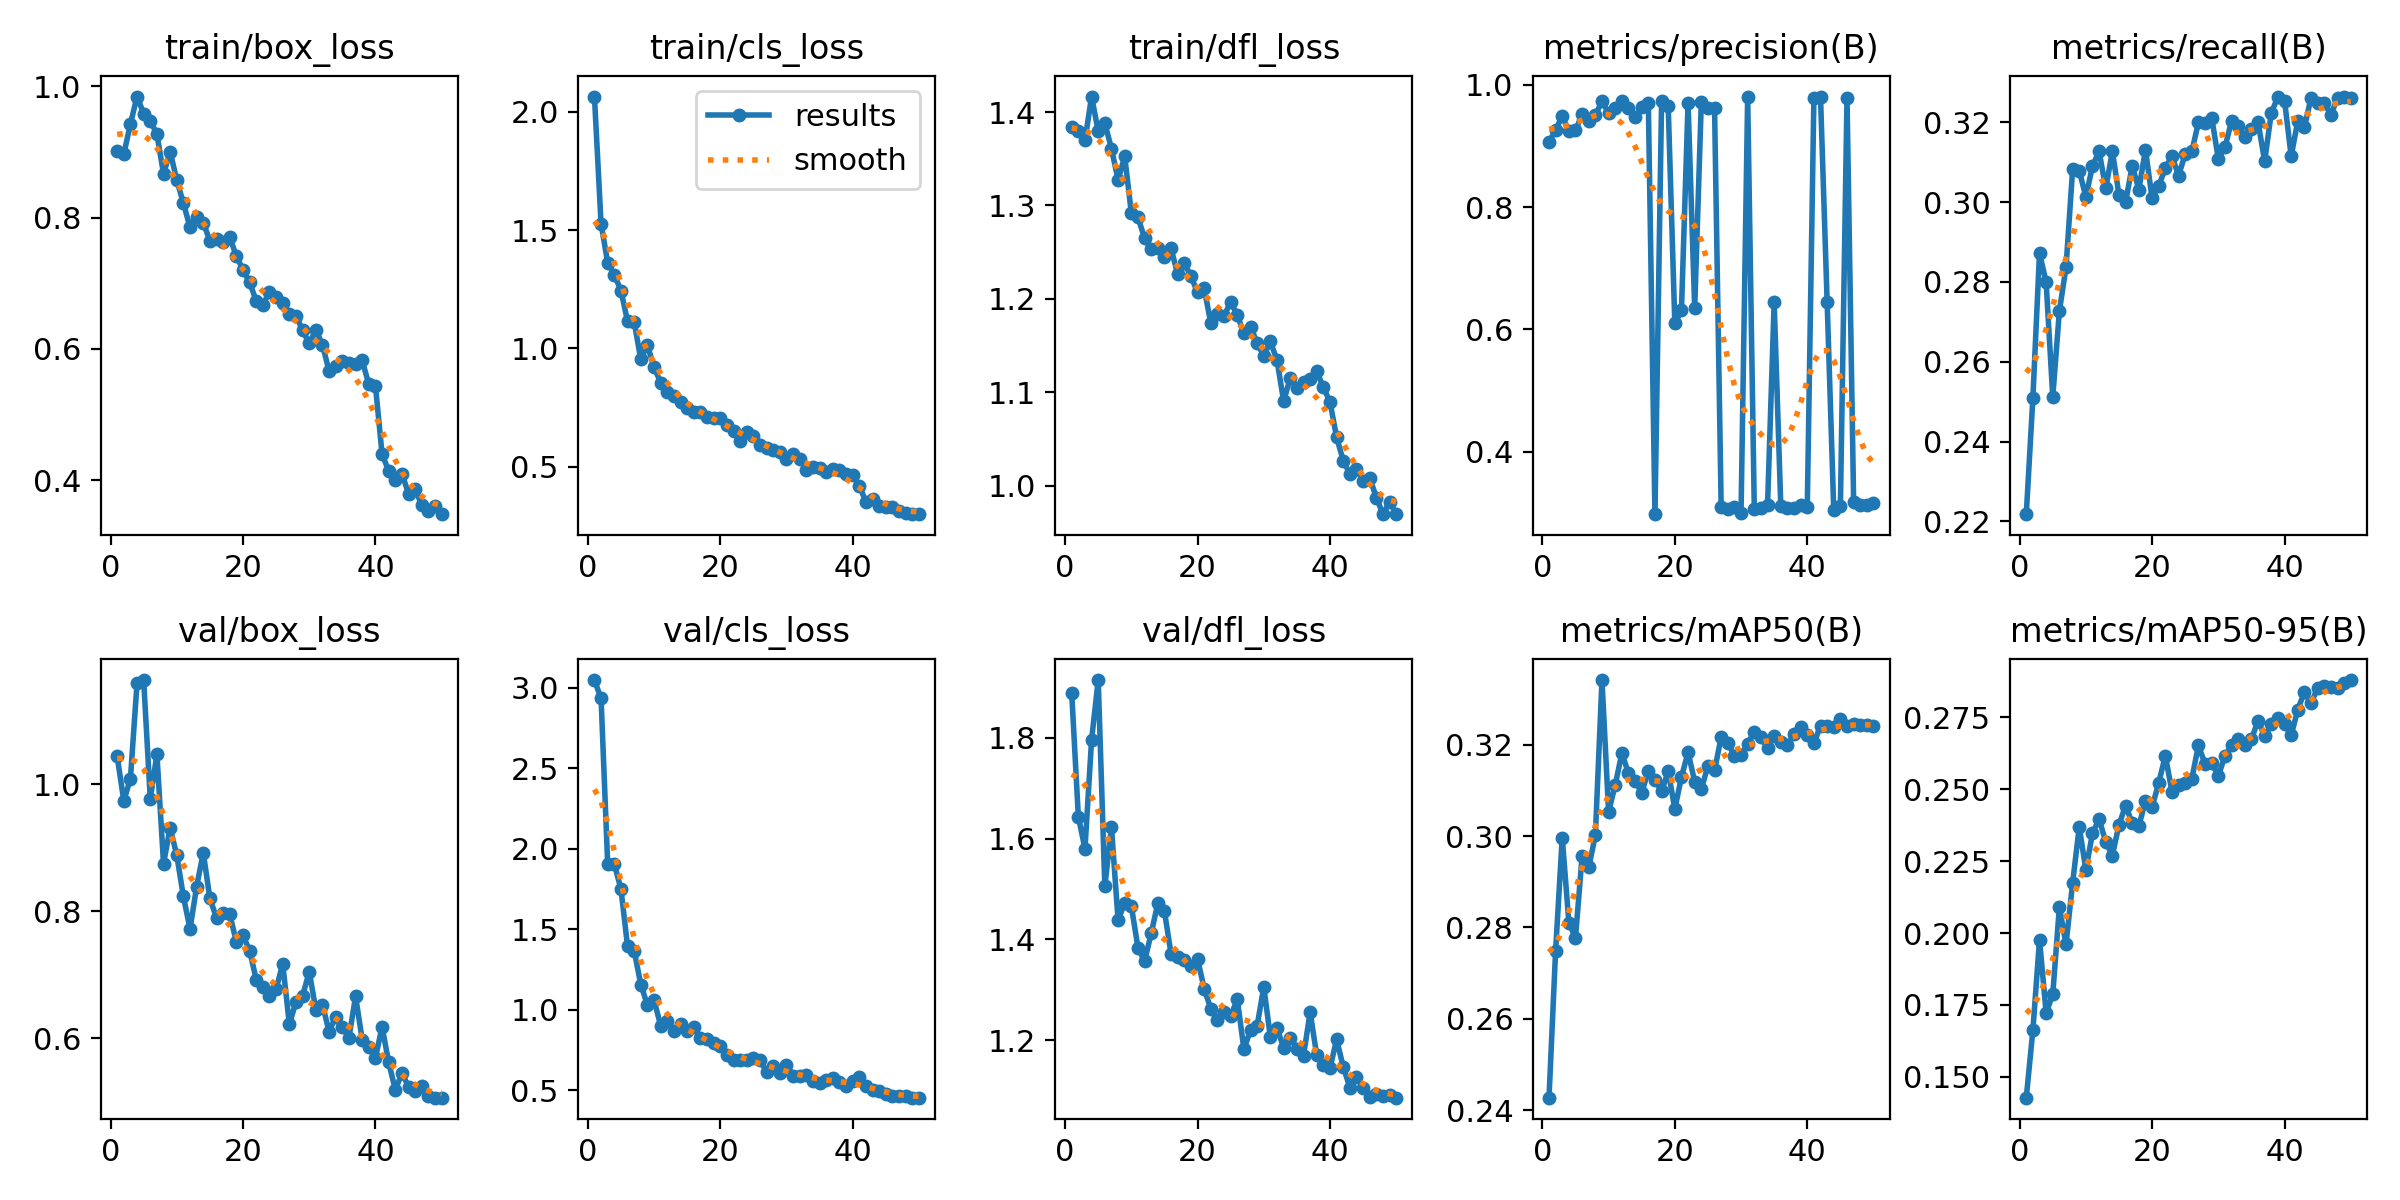 train/box_loss
1.0
0.8
0.6
0.4
0 20 40
train/cls_loss
results
smooth
2.0
1.5
1.0
0.5
0 20 40
train/dfl_loss
1.4
1.3
1.2
1.1
1.0
0 20 40
metrics/precision(B)
1.0
0.8
0.6
0.4
0 20 40
metrics/recall(B)
0.32
0.30
0.28
0.26
0.24
0.22
0 20 40
val/box_loss
1.0
0.8
0.6
0 20 40
val/cls_loss
3.0
2.5
2.0
1.5
1.0
0.5
0 20 40
val/dfl_loss
1.8
1.6
1.4
1.2
0 20 40
metrics/mAP50(B)
0.32
0.30
0.28
0.26
0.24
0 20 40
metrics/mAP50-95(B)
0.275
0.250
0.225
0.200
0.175
0.150
0 20 40